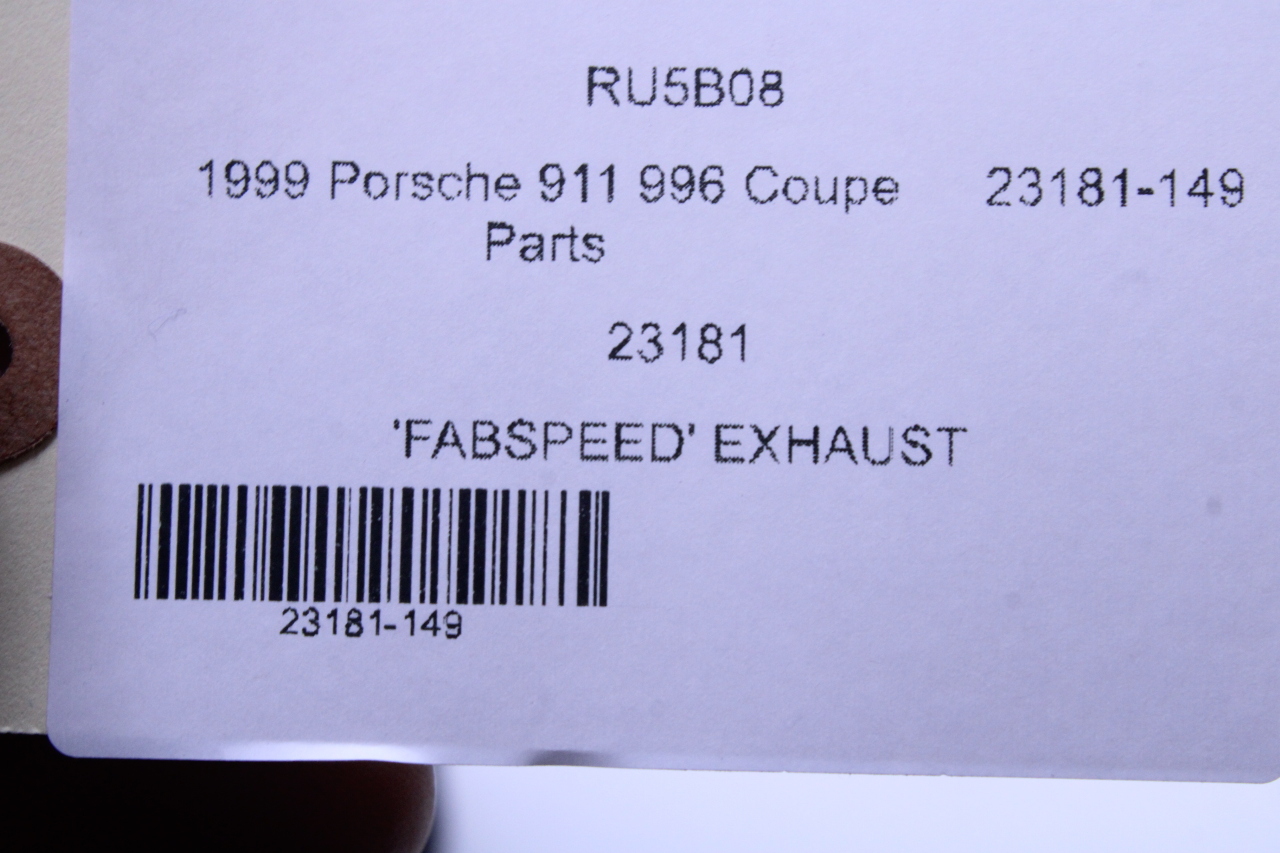 RU5B08
1999 Porsche 911 996 Coupe 23181-149
Parts
23181
'FABSPEED' EXHAUST
23181-149